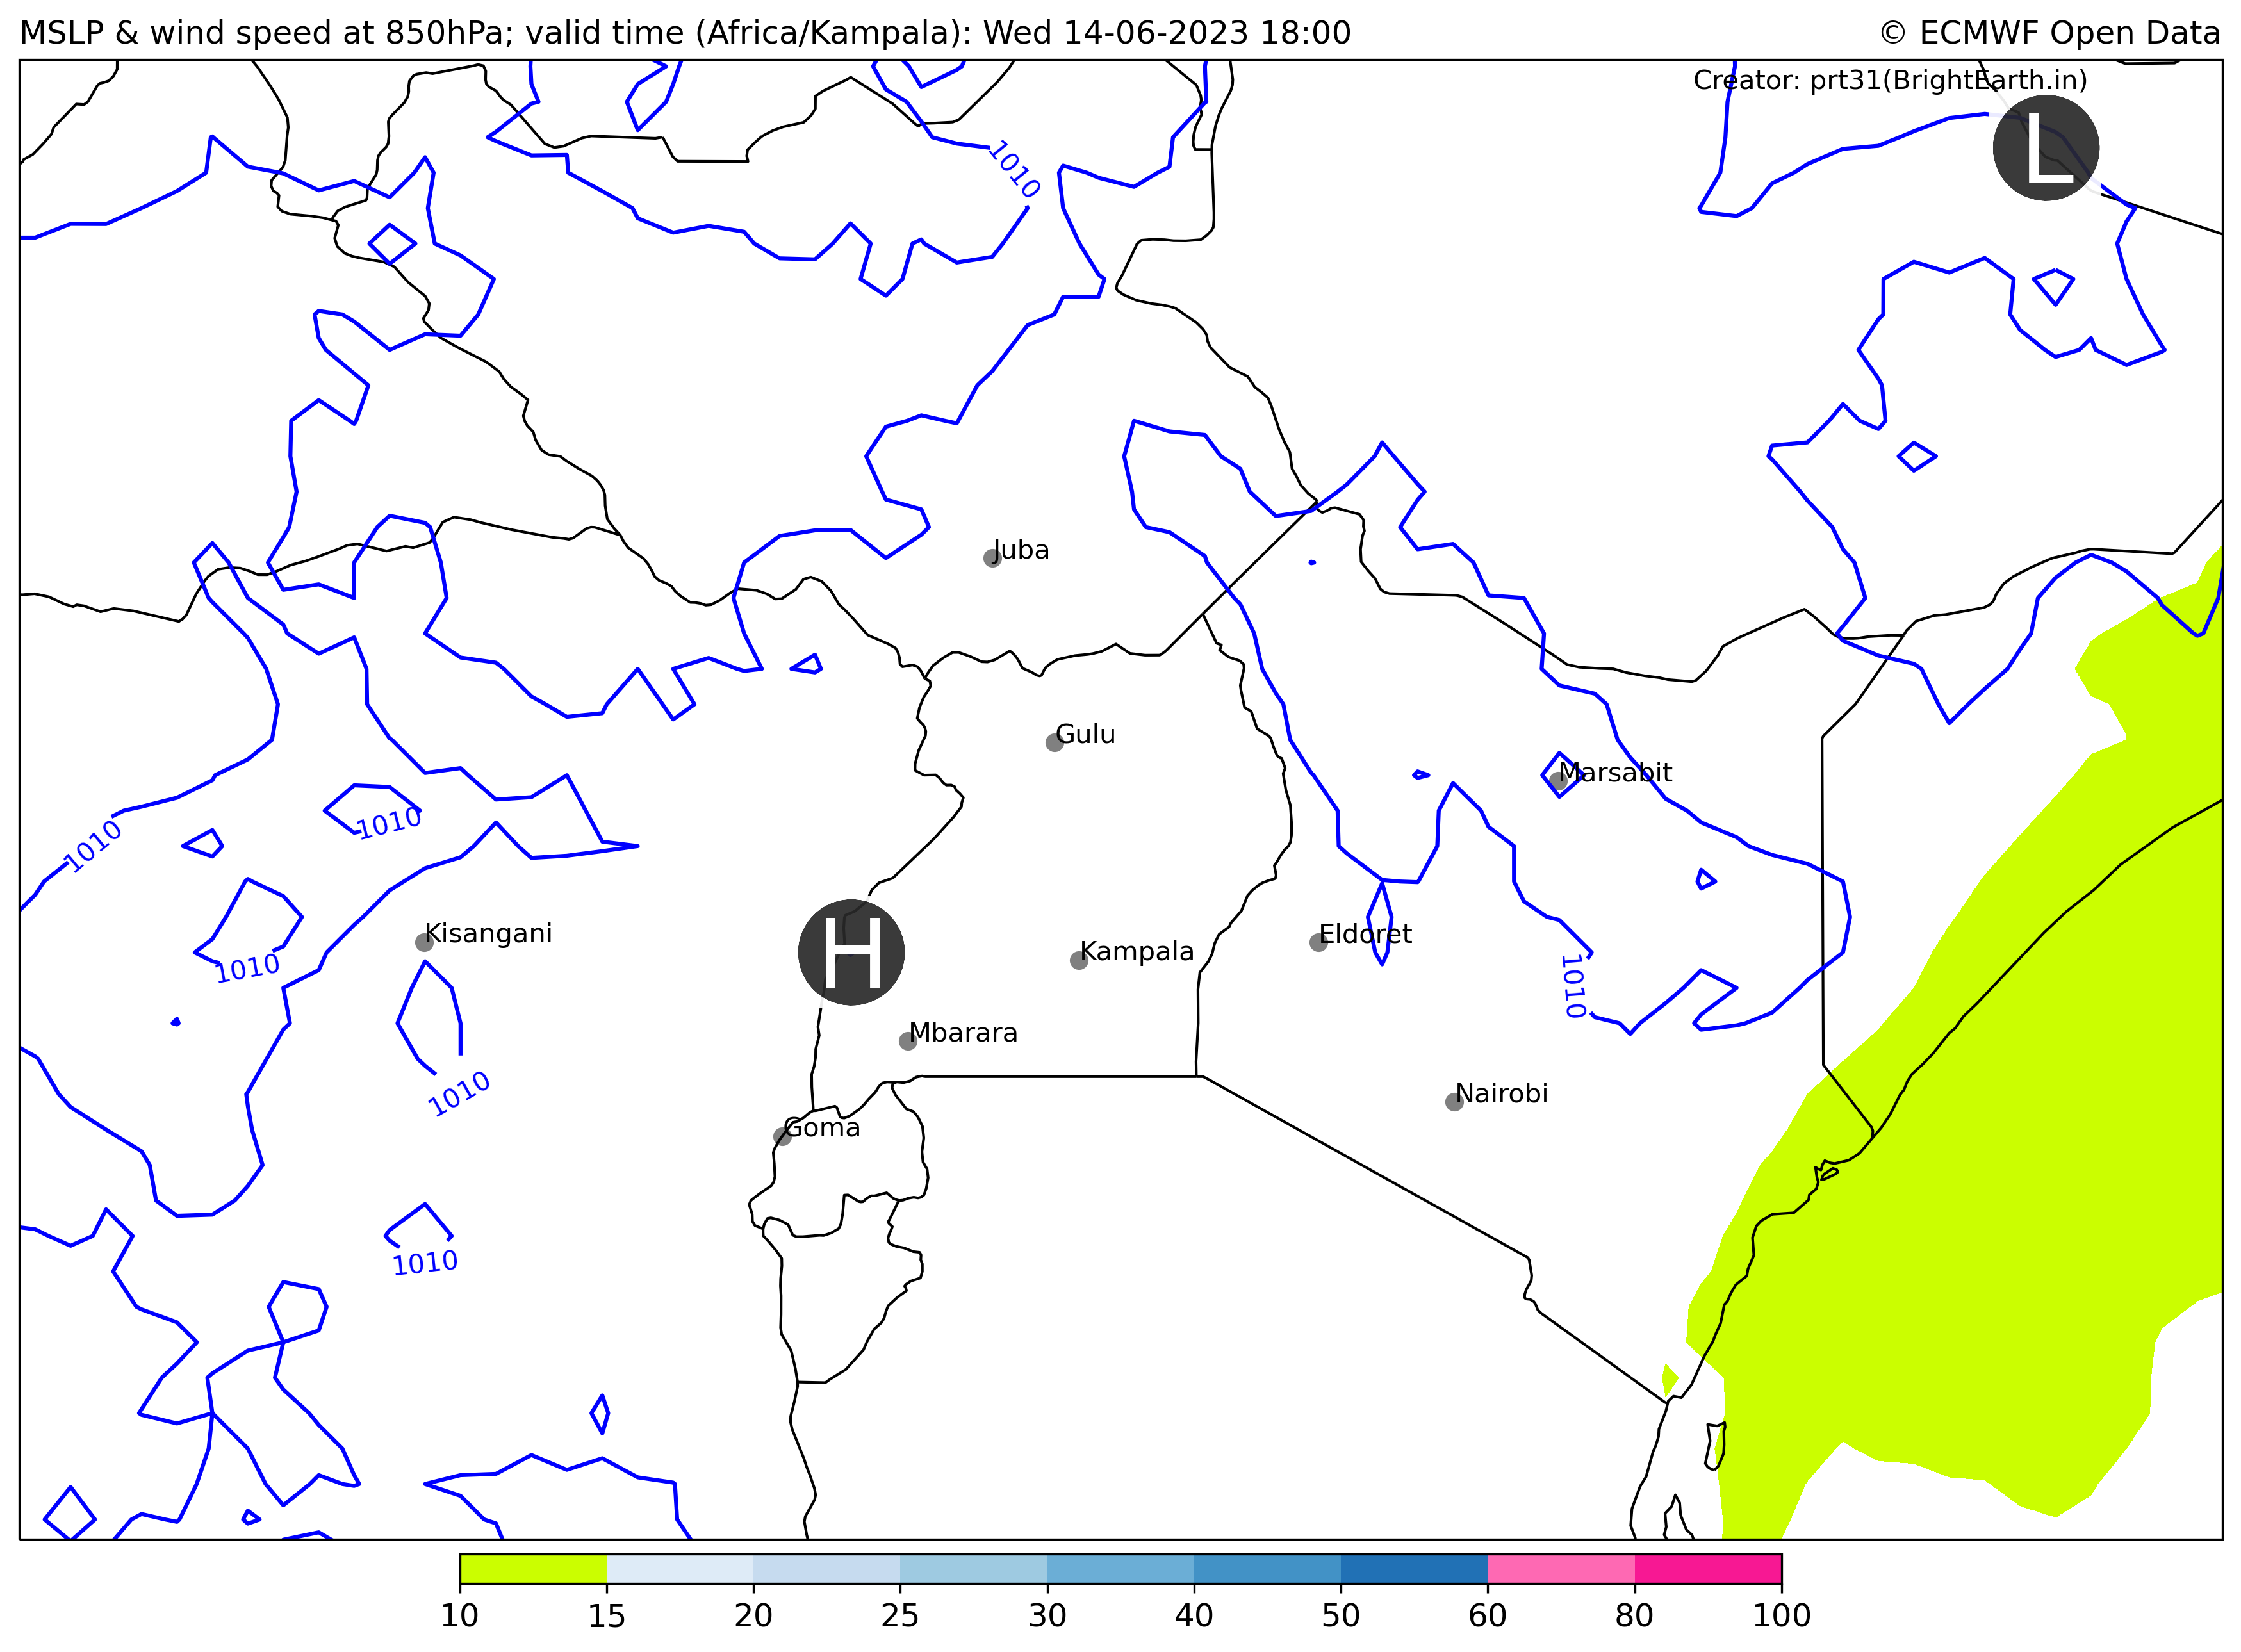 MSLP & wind speed at 850hPa; valid time (Africa/Kampala): Wed 14-06-2023 18:00
© ECMWF Open Data
Creator: prt31(BrightEarth.in)
L
1010
Juba
Gulu
Marsabit
1010
1010
Kisangani
H
Kampala
Eldoret
1010
1010
Mbarara
1010
Nairobi
Goma
1010
10 15 20 25 30 40 50 60 80 100